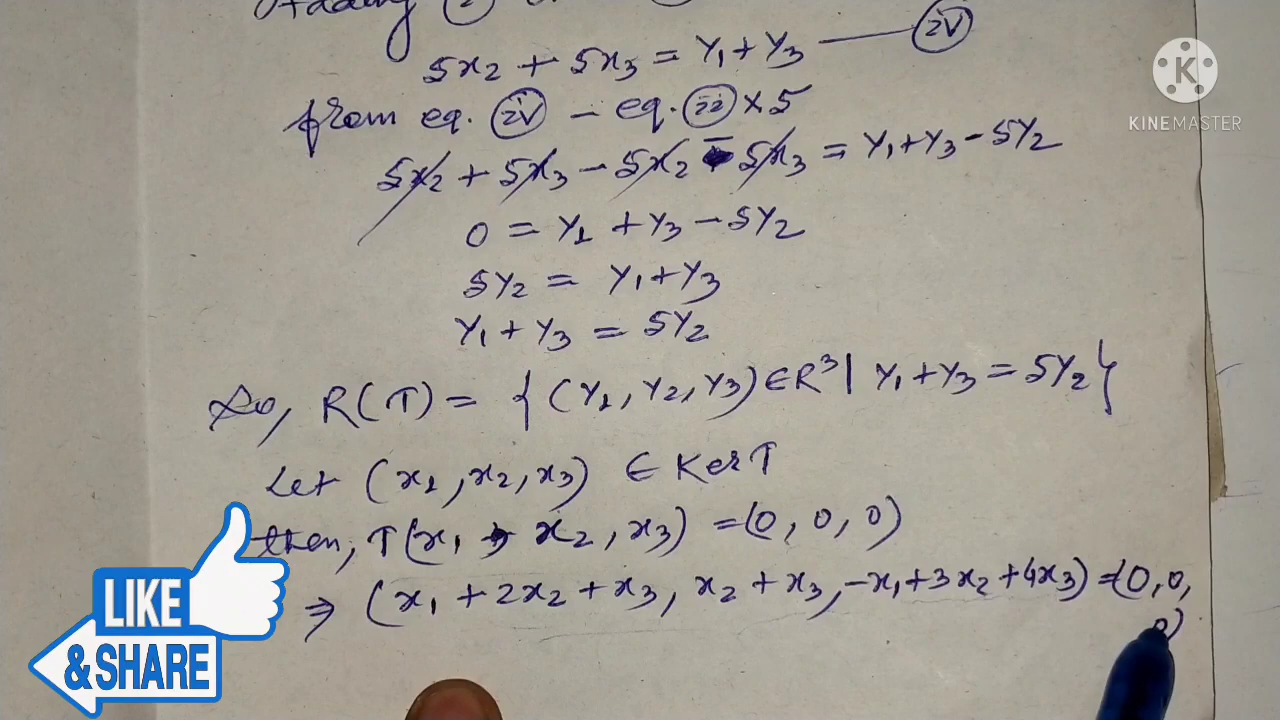 Adding
5x₂ + 5x₃ = Y₁ + Y₃ — (iv)
from eq. (iv) - eq. (ii) × 5
5x₂ + 5x₃ - 5x₂ - 5x₃ = Y₁ + Y₃ - 5Y₂
0 = Y₁ + Y₃ - 5Y₂
5Y₂ = Y₁ + Y₃
Y₁ + Y₃ = 5Y₂
So, R(T) = { (Y₁, Y₂, Y₃) ∈ R³ | Y₁ + Y₃ = 5Y₂ }
Let (x₁, x₂, x₃) ∈ Ker T
then, T(x₁, x₂, x₃) = (0, 0, 0)
⇒ (x₁ + 2x₂ + x₃, x₂ + x₃, -x₁ + 3x₂ + 4x₃) = (0, 0,
0)
KINEMASTER
LIKE
& SHARE